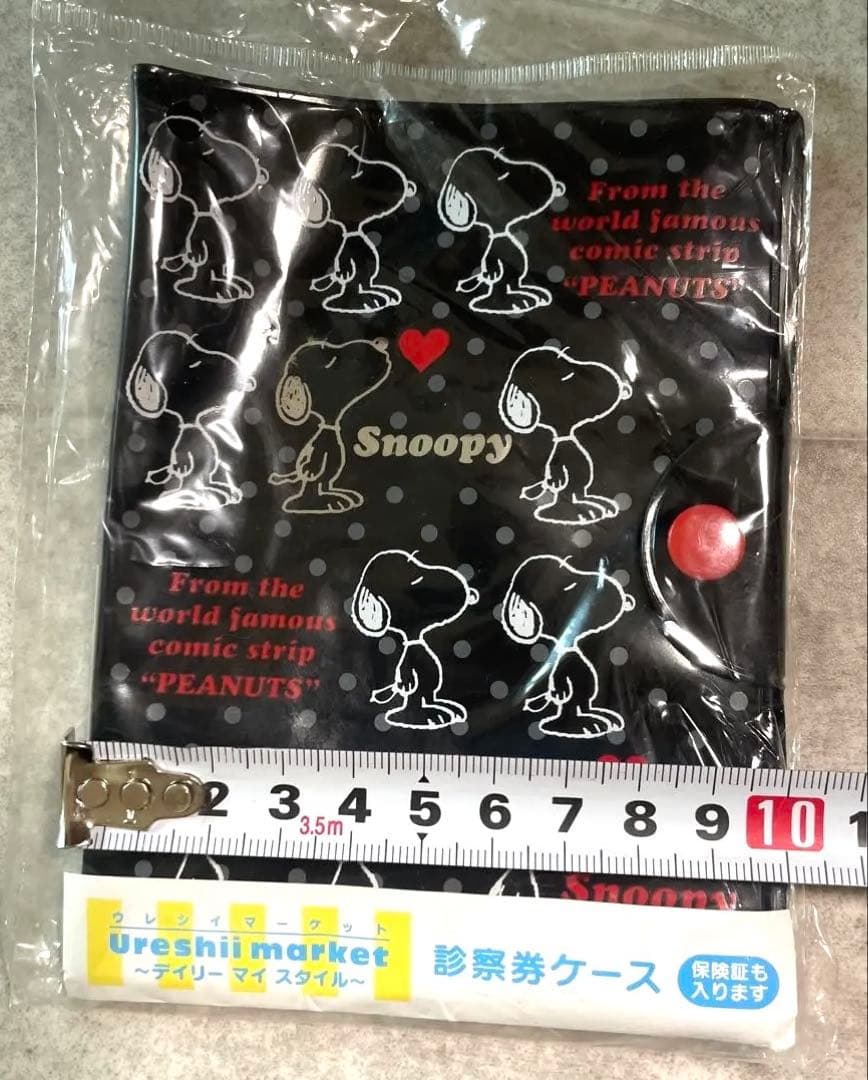 From the
world famous
comic strip
"PEANUTS"
Snoopy
From the
world famous
comic strip
"PEANUTS"
2 3 4 5 6 7 8 9 10 1
3.5m
Snoopy
ウレシイマーケット
Ureshii market
～デイリー マイ スタイル～
診察券ケース
保険証も
入ります